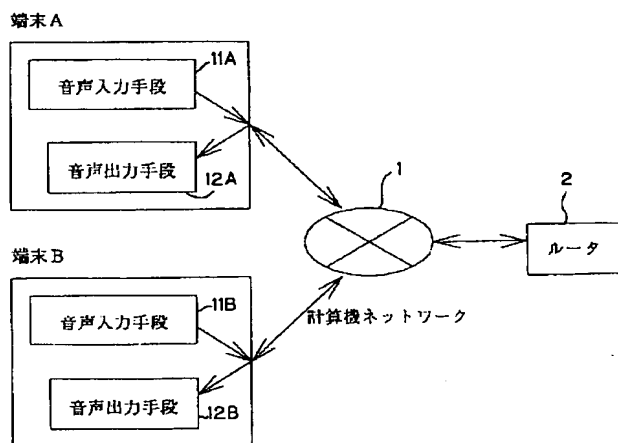 端末A
11A
音声入力手段
音声出力手段
12A
1
2
ルータ
端末B
11B
音声入力手段
計算機ネットワーク
音声出力手段
12B